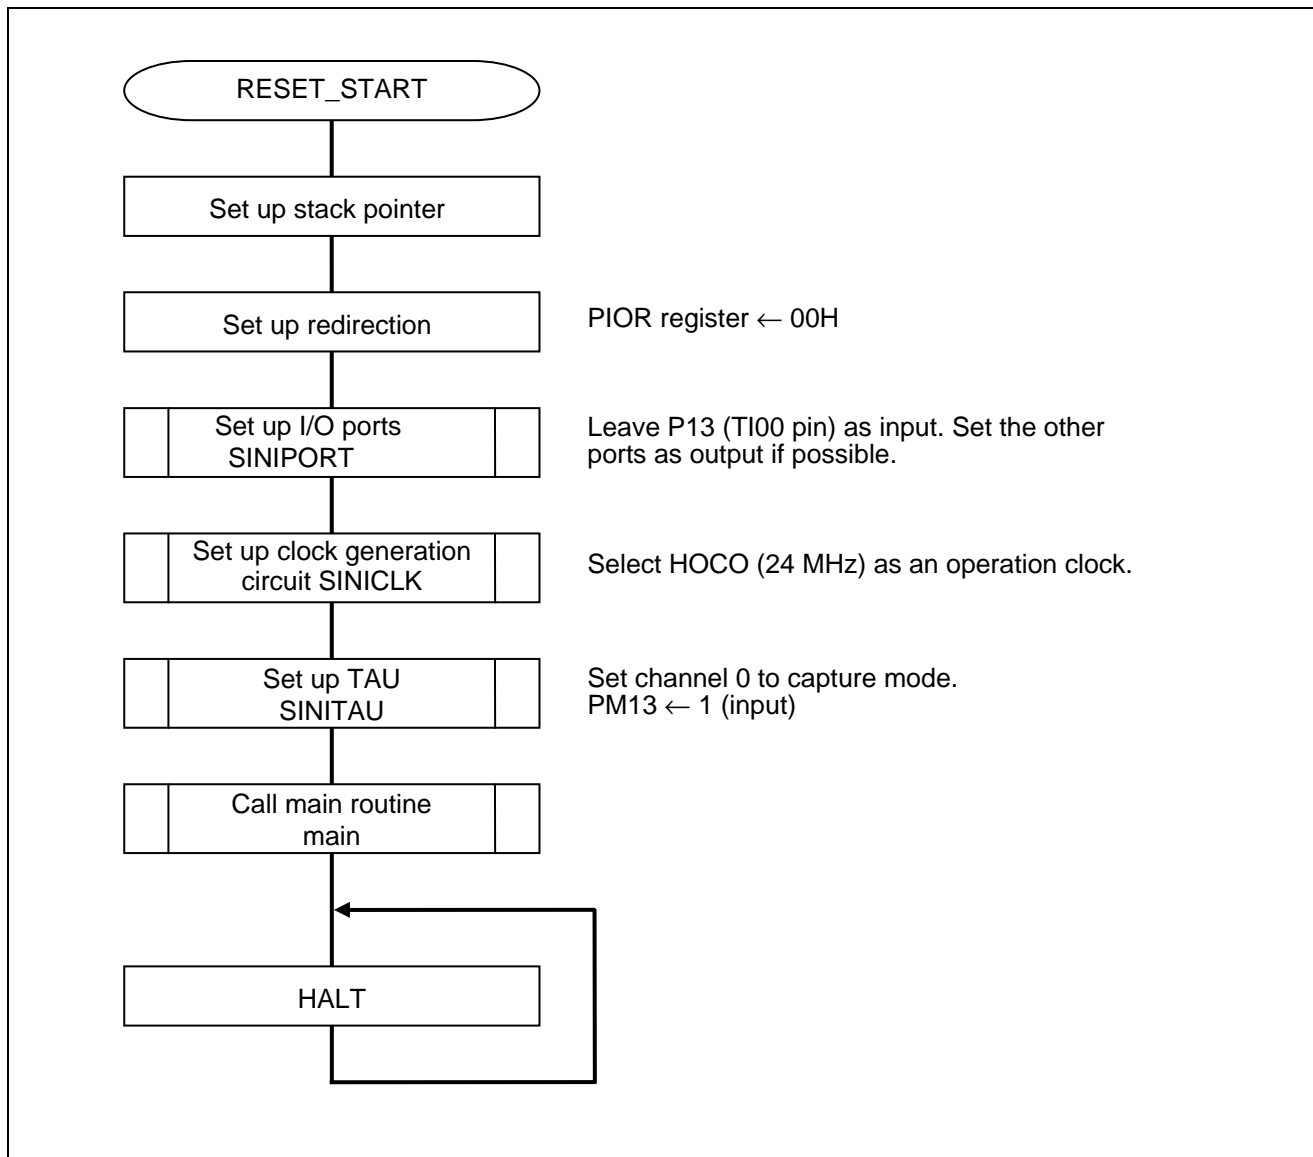 RESET_START
Set up stack pointer
Set up redirection
PIOR register ← 00H
Set up I/O ports
SINIPORT
Leave P13 (TI00 pin) as input. Set the other
ports as output if possible.
Set up clock generation
circuit SINICLK
Select HOCO (24 MHz) as an operation clock.
Set up TAU
SINITAU
Set channel 0 to capture mode.
PM13 ← 1 (input)
Call main routine
main
HALT